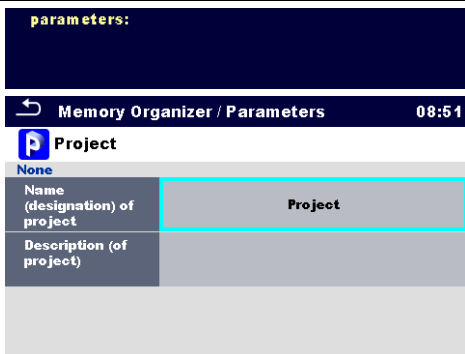 parameters:
Memory Organizer / Parameters 08:51
Project
None
Name
(designation) of
project
Project
Description (of
project)